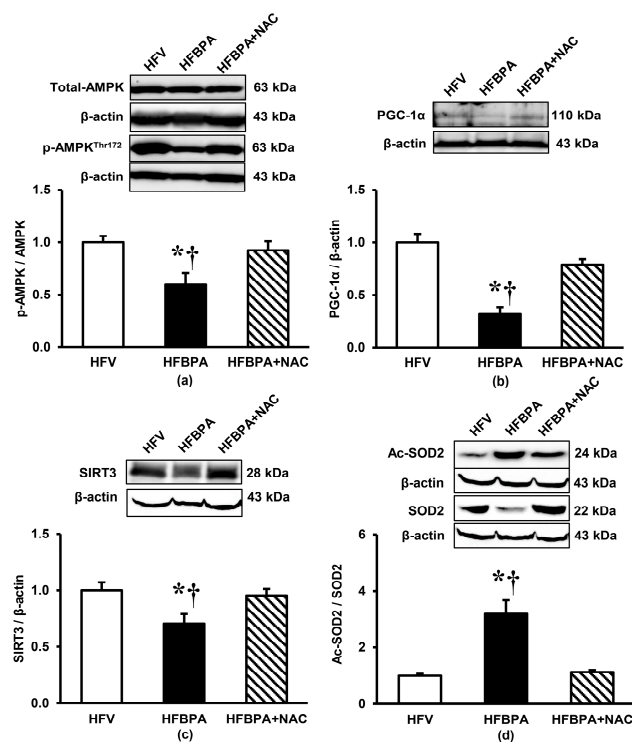 HFV HFBPA HFBPA+NAC
Total-AMPK 63 kDa
β-actin 43 kDa
p-AMPKThr172 63 kDa
β-actin 43 kDa
p-AMPK / AMPK
1.5
*†
1.0
0.5
0.0
HFV HFBPA HFBPA+NAC
(a)
HFV HFBPA HFBPA+NAC
PGC-1α 110 kDa
β-actin 43 kDa
PGC-1α / β-actin
1.5
1.0
*†
0.5
0.0
HFV HFBPA HFBPA+NAC
(b)
HFV HFBPA HFBPA+NAC
SIRT3 28 kDa
β-actin 43 kDa
SIRT3 / β-actin
1.5
1.0
*†
0.5
0.0
HFV HFBPA HFBPA+NAC
(c)
HFV HFBPA HFBPA+NAC
Ac-SOD2 24 kDa
β-actin 43 kDa
SOD2 22 kDa
β-actin 43 kDa
Ac-SOD2 / SOD2
6
*†
4
2
0
HFV HFBPA HFBPA+NAC
(d)